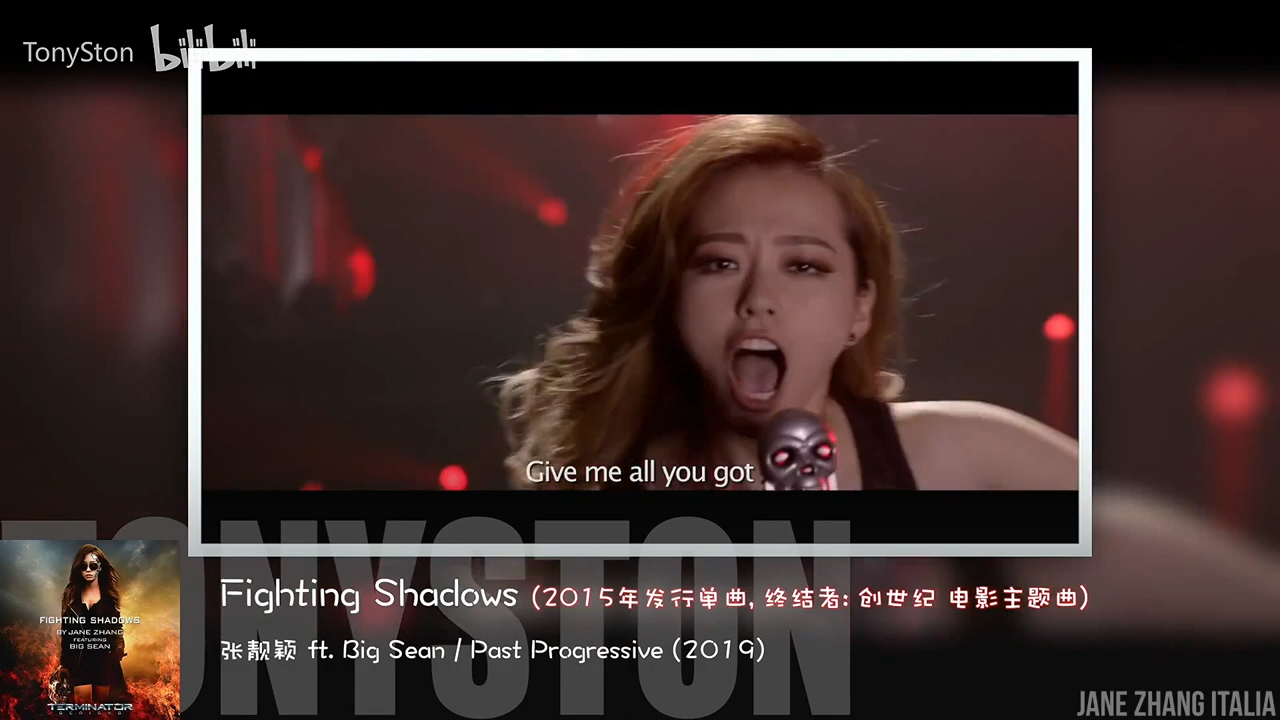 TonySton bilibili
Give me all you got
TONYSTON
FIGHTING SHADOWS
BY JANE ZHANG
FEATURING
BIG SEAN
TERMINATOR
GENISYS
Fighting Shadows (2015年发行单曲, 终结者: 创世纪 电影主题曲)
张靓颖 ft. Big Sean / Past Progressive (2019)
JANE ZHANG ITALIA